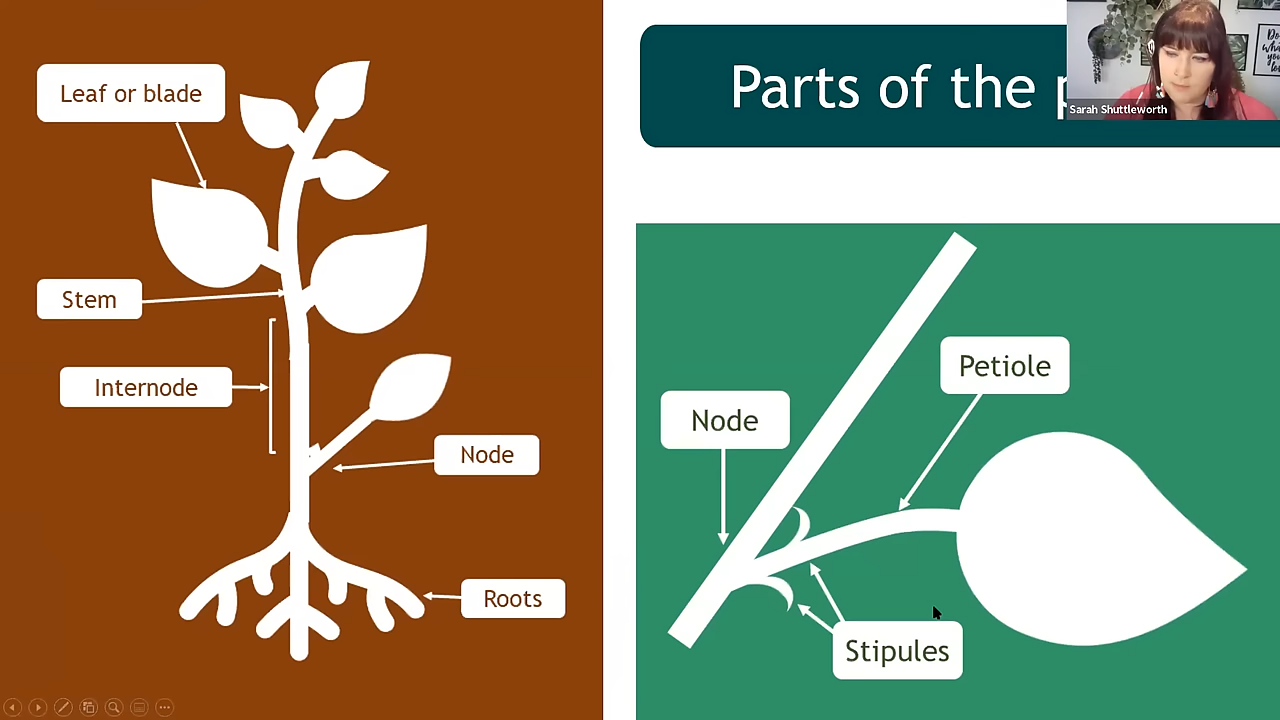 Leaf or blade
Stem
Internode
Node
Roots
Parts of the
Sarah Shuttleworth
Node
Petiole
Stipules